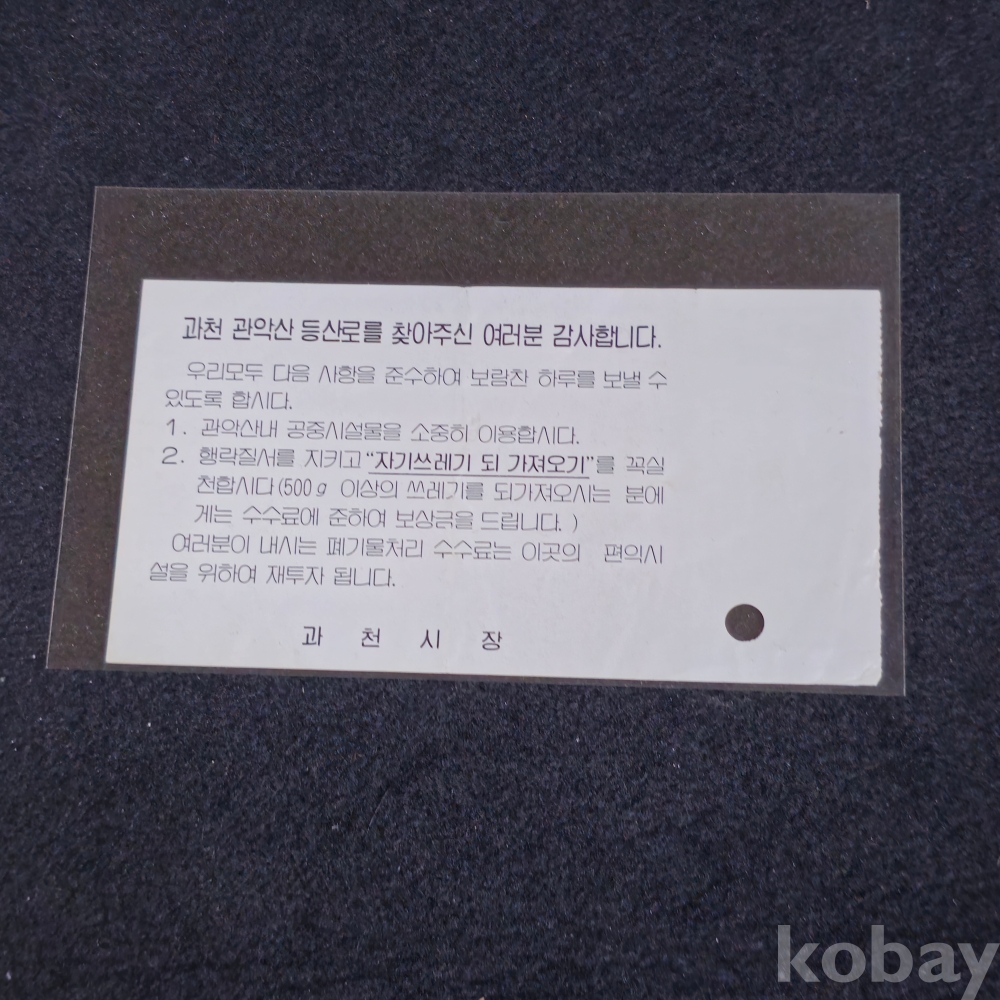 과천 관악산 등산로를 찾아주신 여러분 감사합니다.
우리모두 다음 사항을 준수하여 보람찬 하루를 보낼 수
있도록 합시다.
1. 관악산내 공중시설물을 소중히 이용합시다.
2. 행락질서를 지키고 “자기쓰레기 되 가져오기”를 꼭실
천합시다(500g 이상의 쓰레기를 되가져오시는 분에
게는 수수료에 준하여 보상금을 드립니다. )
여러분이 내시는 폐기물처리 수수료는 이곳의 편익시
설을 위하여 재투자 됩니다.
과 천 시 장
kobay